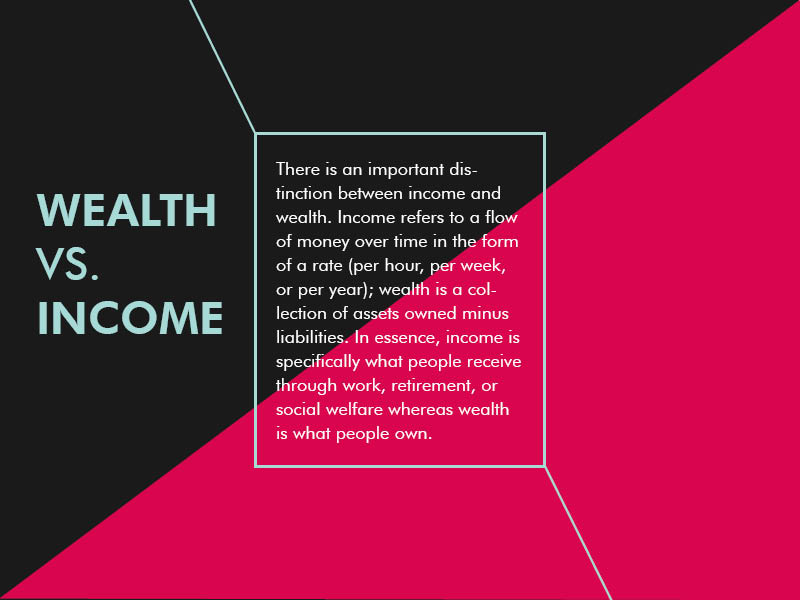 WEALTH
VS.
INCOME
There is an important dis-
tinction between income and
wealth. Income refers to a flow
of money over time in the form
of a rate (per hour, per week,
or per year); wealth is a col-
lection of assets owned minus
liabilities. In essence, income is
specifically what people receive
through work, retirement, or
social welfare whereas wealth
is what people own.